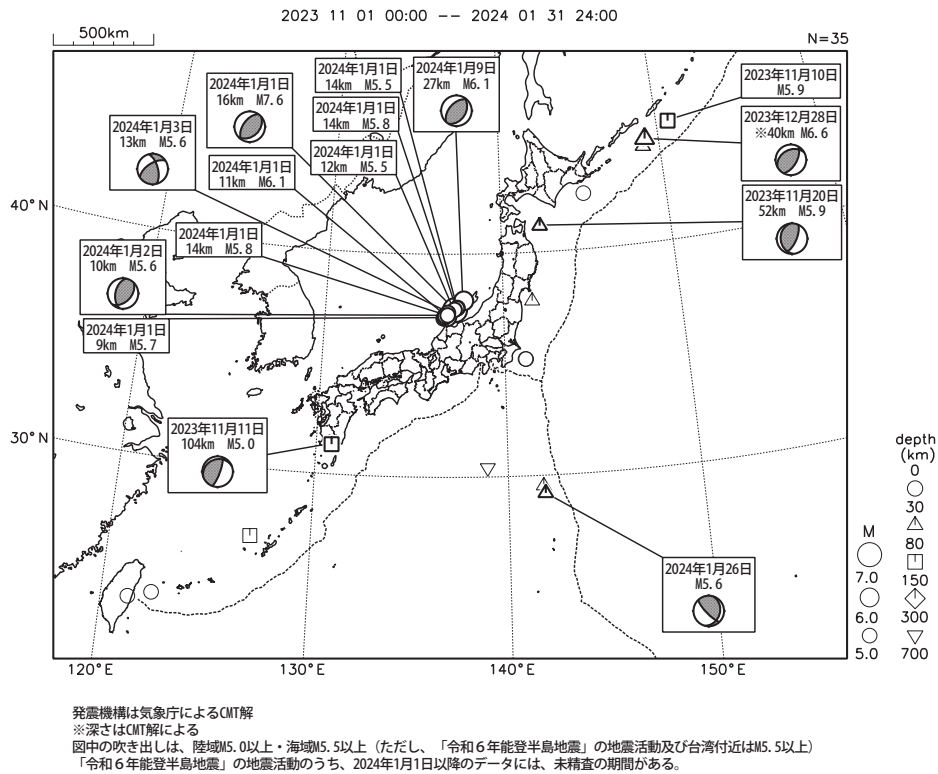 2023 11 01 00:00 -- 2024 01 31 24:00
500km
N=35
2024年1月1日
14km M5.5
2024年1月9日
27km M6.1
2024年1月1日
16km M7.6
2024年1月1日
14km M5.8
2024年1月3日
13km M5.6
2024年1月1日
12km M5.5
2024年1月1日
11km M6.1
2023年11月10日
M5.9
2023年12月28日
※40km M6.6
2023年11月20日
52km M5.9
40°N
2024年1月1日
14km M5.8
2024年1月2日
10km M5.6
2024年1月1日
9km M5.7
2023年11月11日
104km M5.0
30°N
2024年1月26日
M5.6
depth
(km)
0
30
80
150
300
700
M
7.0
6.0
5.0
120°E
130°E
140°E
150°E
発震機構は気象庁によるCMT解
※深さはCMT解による
図中の吹き出しは、陸域M5.0以上・海域M5.5以上（ただし、「令和６年能登半島地震」の地震活動及び台湾付近はM5.5以上）
「令和６年能登半島地震」の地震活動のうち、2024年1月1日以降のデータには、未精査の期間がある。